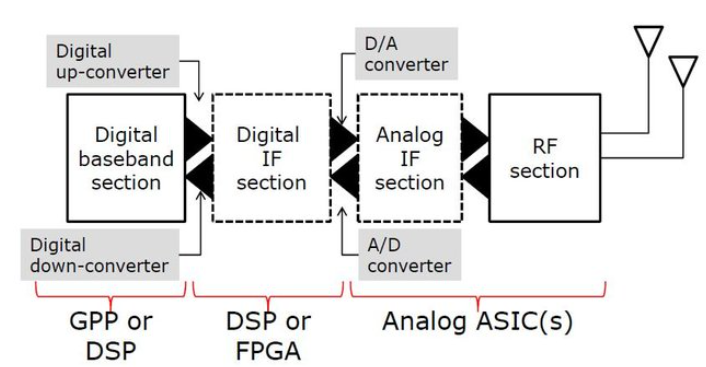 Digital
up-converter
D/A
converter
Digital
baseband
section
Digital
IF
section
Analog
IF
section
RF
section
Digital
down-converter
A/D
converter
GPP or
DSP
DSP or
FPGA
Analog ASIC(s)